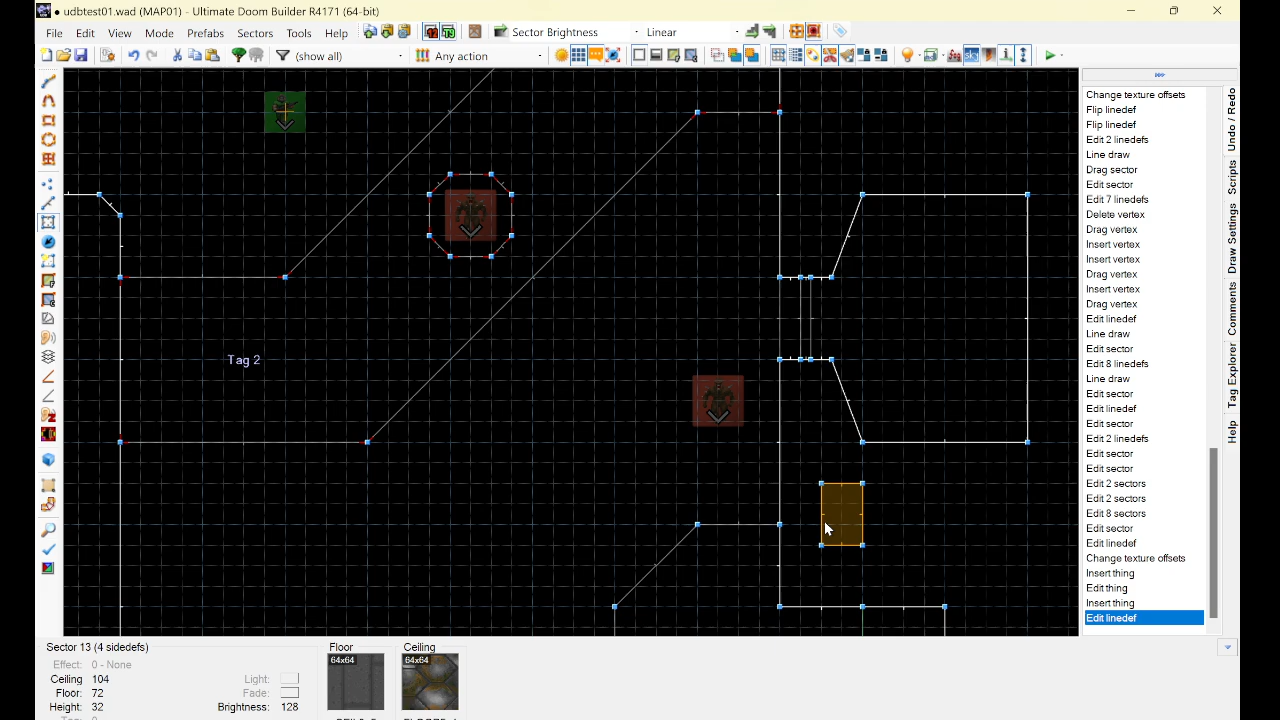 udbtest01.wad (MAP01) - Ultimate Doom Builder R4171 (64-bit)
File Edit View Mode Prefabs Sectors Tools Help Sector Brightness Linear
(show all) Any action
Change texture offsets
Flip linedef
Flip linedef
Edit 2 linedefs
Line draw
Drag sector
Edit sector
Edit 7 linedefs
Delete vertex
Drag vertex
Insert vertex
Insert vertex
Drag vertex
Insert vertex
Drag vertex
Edit linedef
Line draw
Edit sector
Edit 8 linedefs
Line draw
Edit sector
Edit linedef
Edit sector
Edit 2 linedefs
Edit sector
Edit sector
Edit 2 sectors
Edit 2 sectors
Edit 8 sectors
Edit sector
Edit linedef
Change texture offsets
Insert thing
Edit thing
Insert thing
Edit linedef
Undo / Redo
Scripts
Draw Settings
Comments
Tag Explorer
Help
Tag 2
Sector 13 (4 sidedefs)
Effect: 0 - None
Ceiling 104
Floor: 72
Height: 32
Light:
Fade:
Brightness: 128
Floor
64x64
Ceiling
64x64